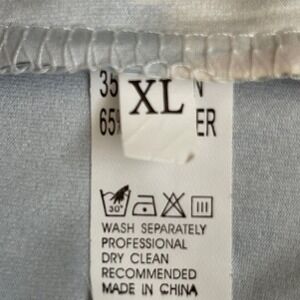 35 XL N
65% ER
30°
WASH SEPARATELY
PROFESSIONAL
DRY CLEAN
RECOMMENDED
MADE IN CHINA